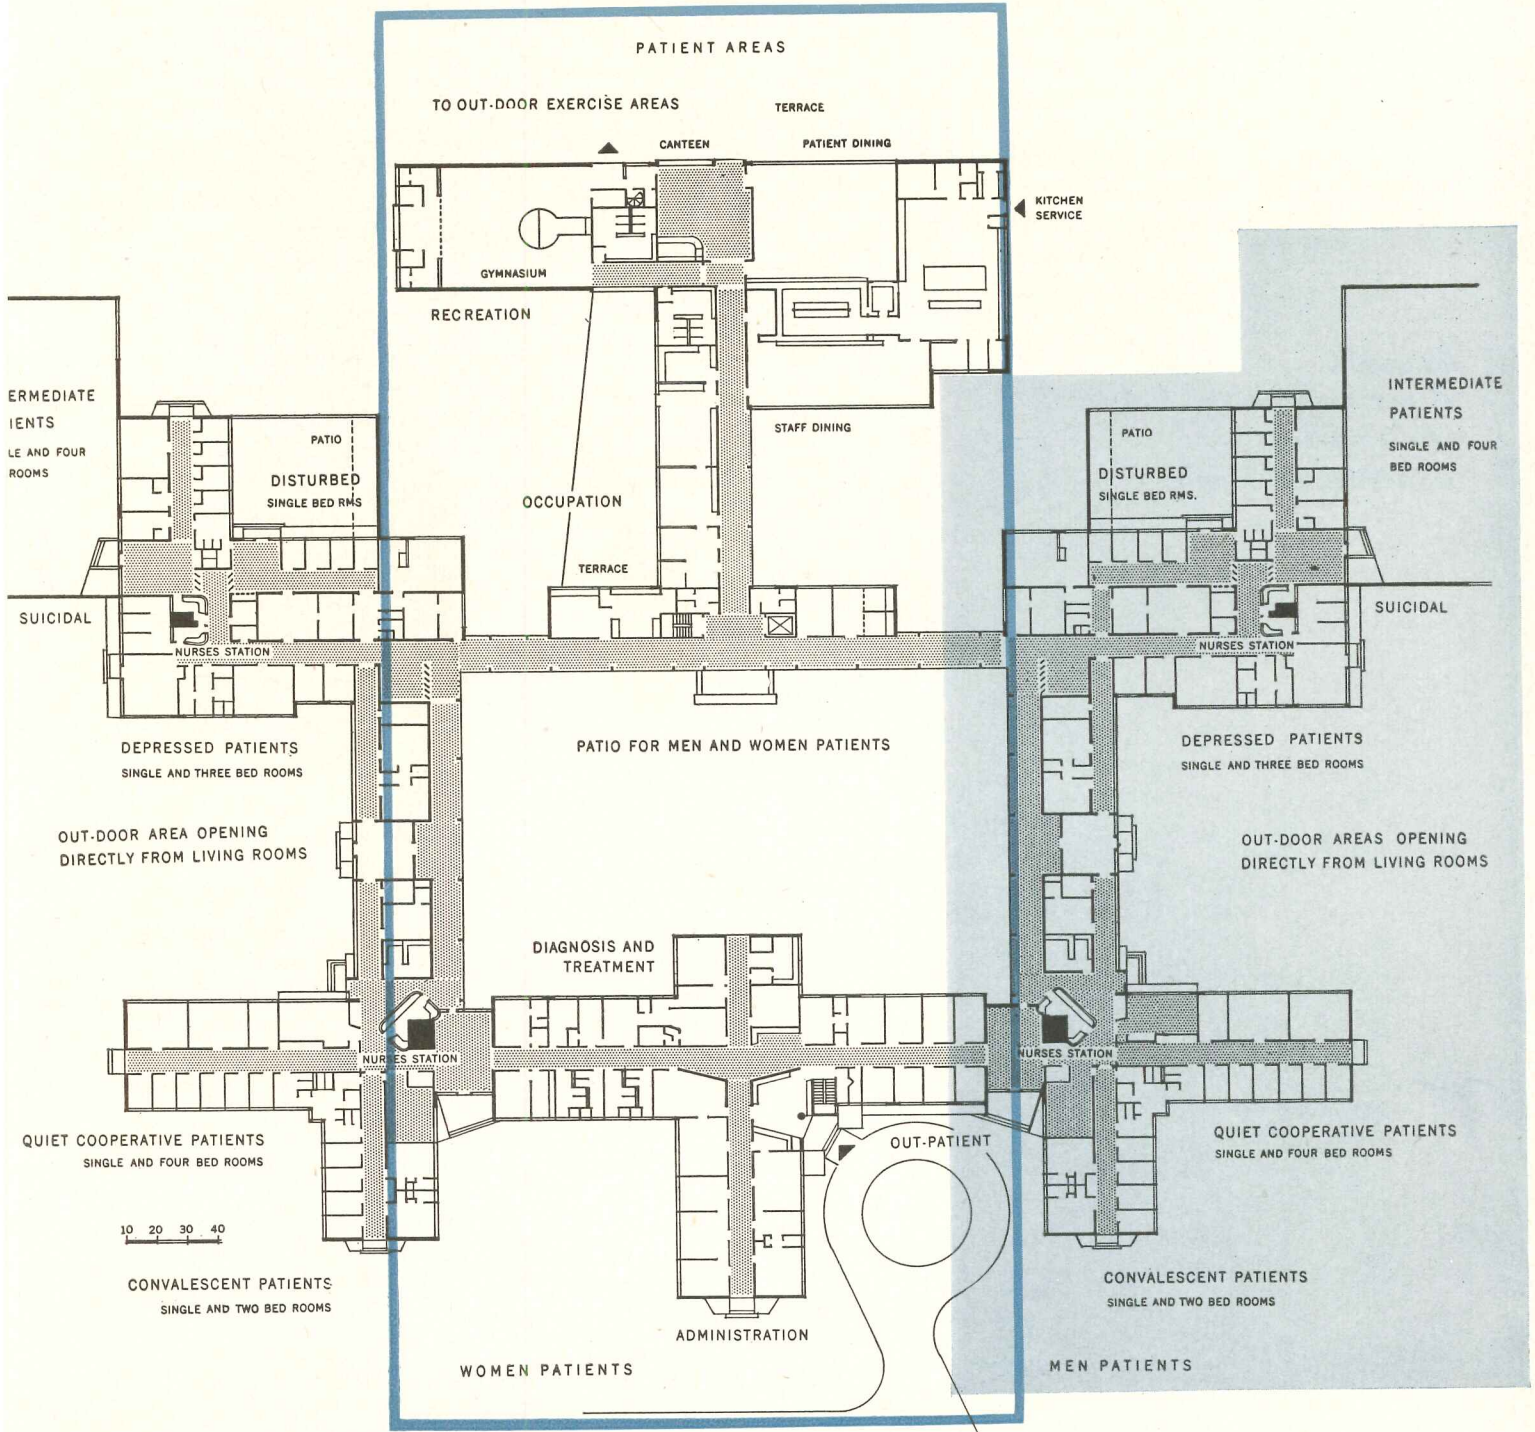 PATIENT AREAS
TO OUT-DOOR EXERCISE AREAS
TERRACE
CANTEEN
PATIENT DINING
KITCHEN
SERVICE
GYMNASIUM
RECREATION
ERMEDIATE
IENTS
LE AND FOUR
ROOMS
INTERMEDIATE
PATIENTS
SINGLE AND FOUR
BED ROOMS
STAFF DINING
PATIO
DISTURBED
SINGLE BED RMS
PATIO
DISTURBED
SINGLE BED RMS.
OCCUPATION
TERRACE
SUICIDAL
SUICIDAL
NURSES STATION
NURSES STATION
DEPRESSED PATIENTS
SINGLE AND THREE BED ROOMS
PATIO FOR MEN AND WOMEN PATIENTS
DEPRESSED PATIENTS
SINGLE AND THREE BED ROOMS
OUT-DOOR AREA OPENING
DIRECTLY FROM LIVING ROOMS
OUT-DOOR AREAS OPENING
DIRECTLY FROM LIVING ROOMS
DIAGNOSIS AND
TREATMENT
NURSES STATION
NURSES STATION
QUIET COOPERATIVE PATIENTS
SINGLE AND FOUR BED ROOMS
OUT-PATIENT
QUIET COOPERATIVE PATIENTS
SINGLE AND FOUR BED ROOMS
10 20 30 40
CONVALESCENT PATIENTS
SINGLE AND TWO BED ROOMS
CONVALESCENT PATIENTS
SINGLE AND TWO BED ROOMS
ADMINISTRATION
WOMEN PATIENTS
MEN PATIENTS